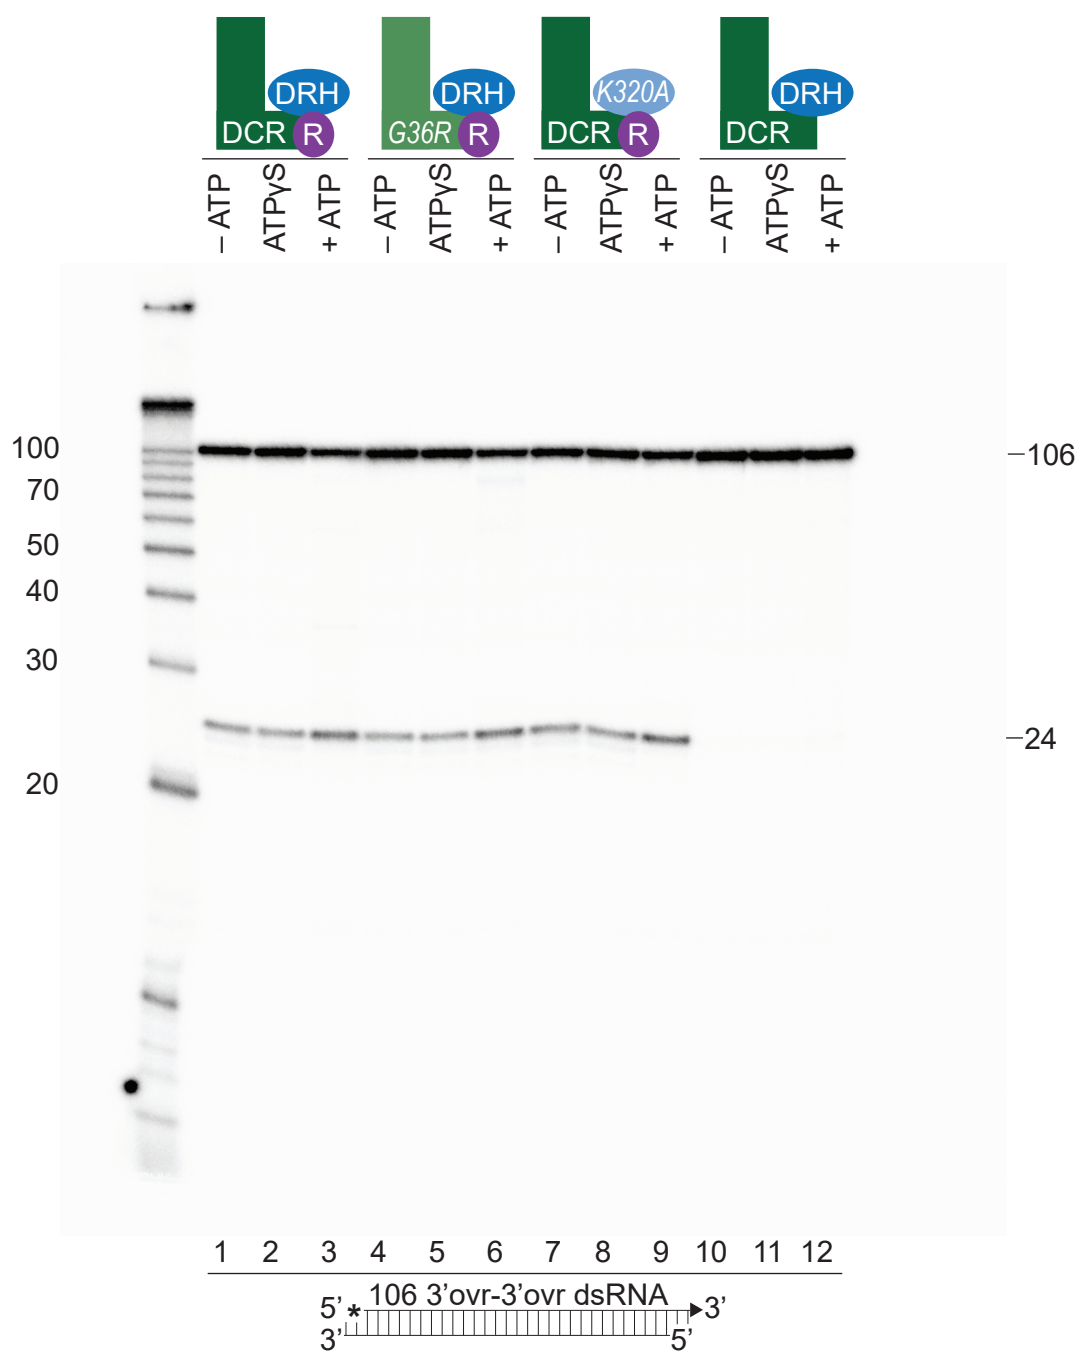 DRH DRH K320A DRH
DCR R G36R R DCR R DCR
– ATP ATPγS + ATP – ATP ATPγS + ATP – ATP ATPγS + ATP – ATP ATPγS + ATP
100
–106
70
50
40
30
–24
20
1 2 3 4 5 6 7 8 9 10 11 12
106 3’ovr-3’ovr dsRNA
5’ * 3’
3’ 5’